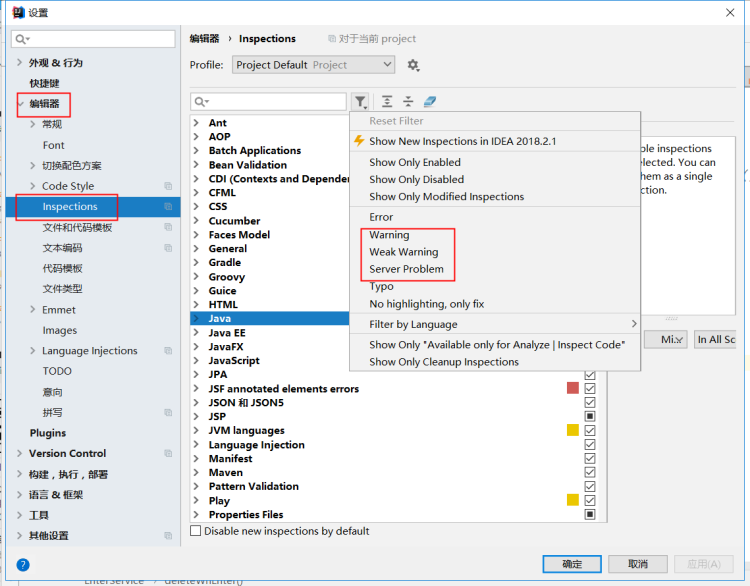 设置
外观 & 行为
快捷键
编辑器
常规
Font
切换配色方案
Code Style
Inspections
文件和代码模板
文本编码
代码模板
文件类型
Emmet
Images
Language Injections
TODO
意向
拼写
Plugins
Version Control
构建，执行，部署
语言 & 框架
工具
其他设置
编辑器 › Inspections
对于当前 project
Profile: Project Default Project
Ant
AOP
Batch Applications
Bean Validation
CDI (Contexts and Depender
CFML
CSS
Cucumber
Faces Model
General
Gradle
Groovy
Guice
HTML
Java
Java EE
JavaFX
JavaScript
JPA
JSF annotated elements errors
JSON 和 JSON5
JSP
JVM languages
Language Injection
Manifest
Maven
Pattern Validation
Play
Properties Files
Disable new inspections by default
Reset Filter
Show New Inspections in IDEA 2018.2.1
Show Only Enabled
Show Only Disabled
Show Only Modified Inspections
Error
Warning
Weak Warning
Server Problem
Typo
No highlighting, only fix
Filter by Language
Show Only "Available only for Analyze | Inspect Code"
Show Only Cleanup Inspections
ple inspections
elected. You can
hem as a single
ction.
Mi
In All Sc
确定
取消
应用(A)
EnterService › deleteWhEnter()